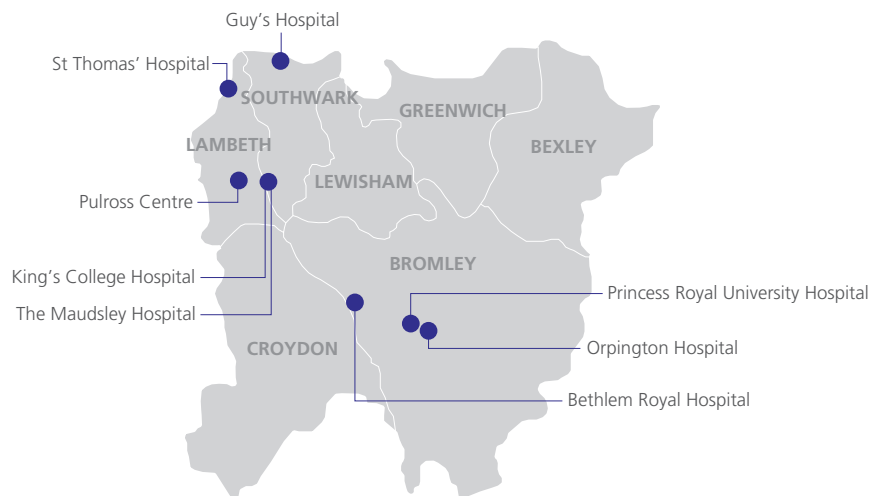 Guy's Hospital
St Thomas' Hospital
SOUTHWARK
GREENWICH
LAMBETH
BEXLEY
LEWISHAM
Pulross Centre
BROMLEY
King's College Hospital
Princess Royal University Hospital
The Maudsley Hospital
CROYDON
Orpington Hospital
Bethlem Royal Hospital